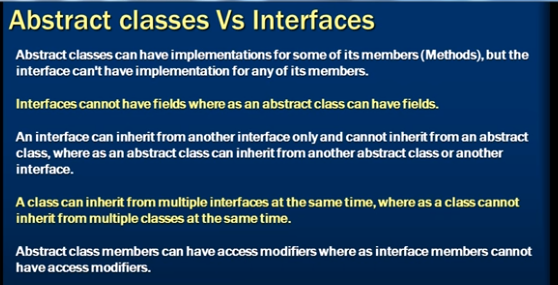 Abstract classes Vs Interfaces
Abstract classes can have implementations for some of its members (Methods), but the
interface can't have implementation for any of its members.
Interfaces cannot have fields where as an abstract class can have fields.
An interface can inherit from another interface only and cannot inherit from an abstract
class, where as an abstract class can inherit from another abstract class or another
interface.
A class can inherit from multiple interfaces at the same time, where as a class cannot
inherit from multiple classes at the same time.
Abstract class members can have access modifiers where as interface members cannot
have access modifiers.